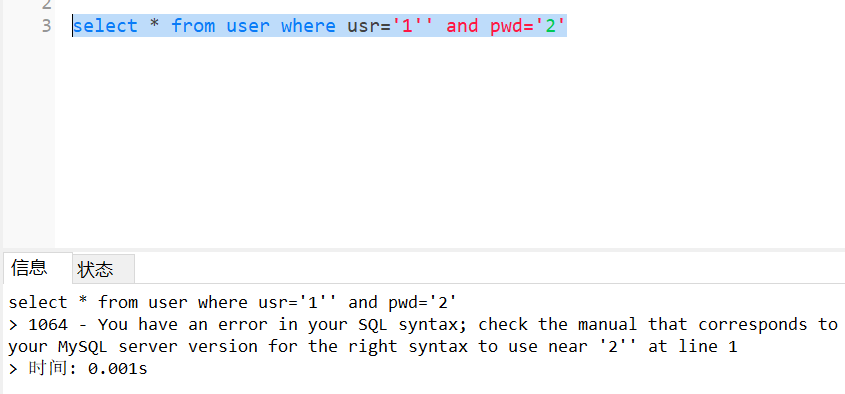 2
3 select * from user where usr='1'' and pwd='2'
信息 状态
select * from user where usr='1'' and pwd='2'
> 1064 - You have an error in your SQL syntax; check the manual that corresponds to
your MySQL server version for the right syntax to use near '2'' at line 1
> 时间: 0.001s